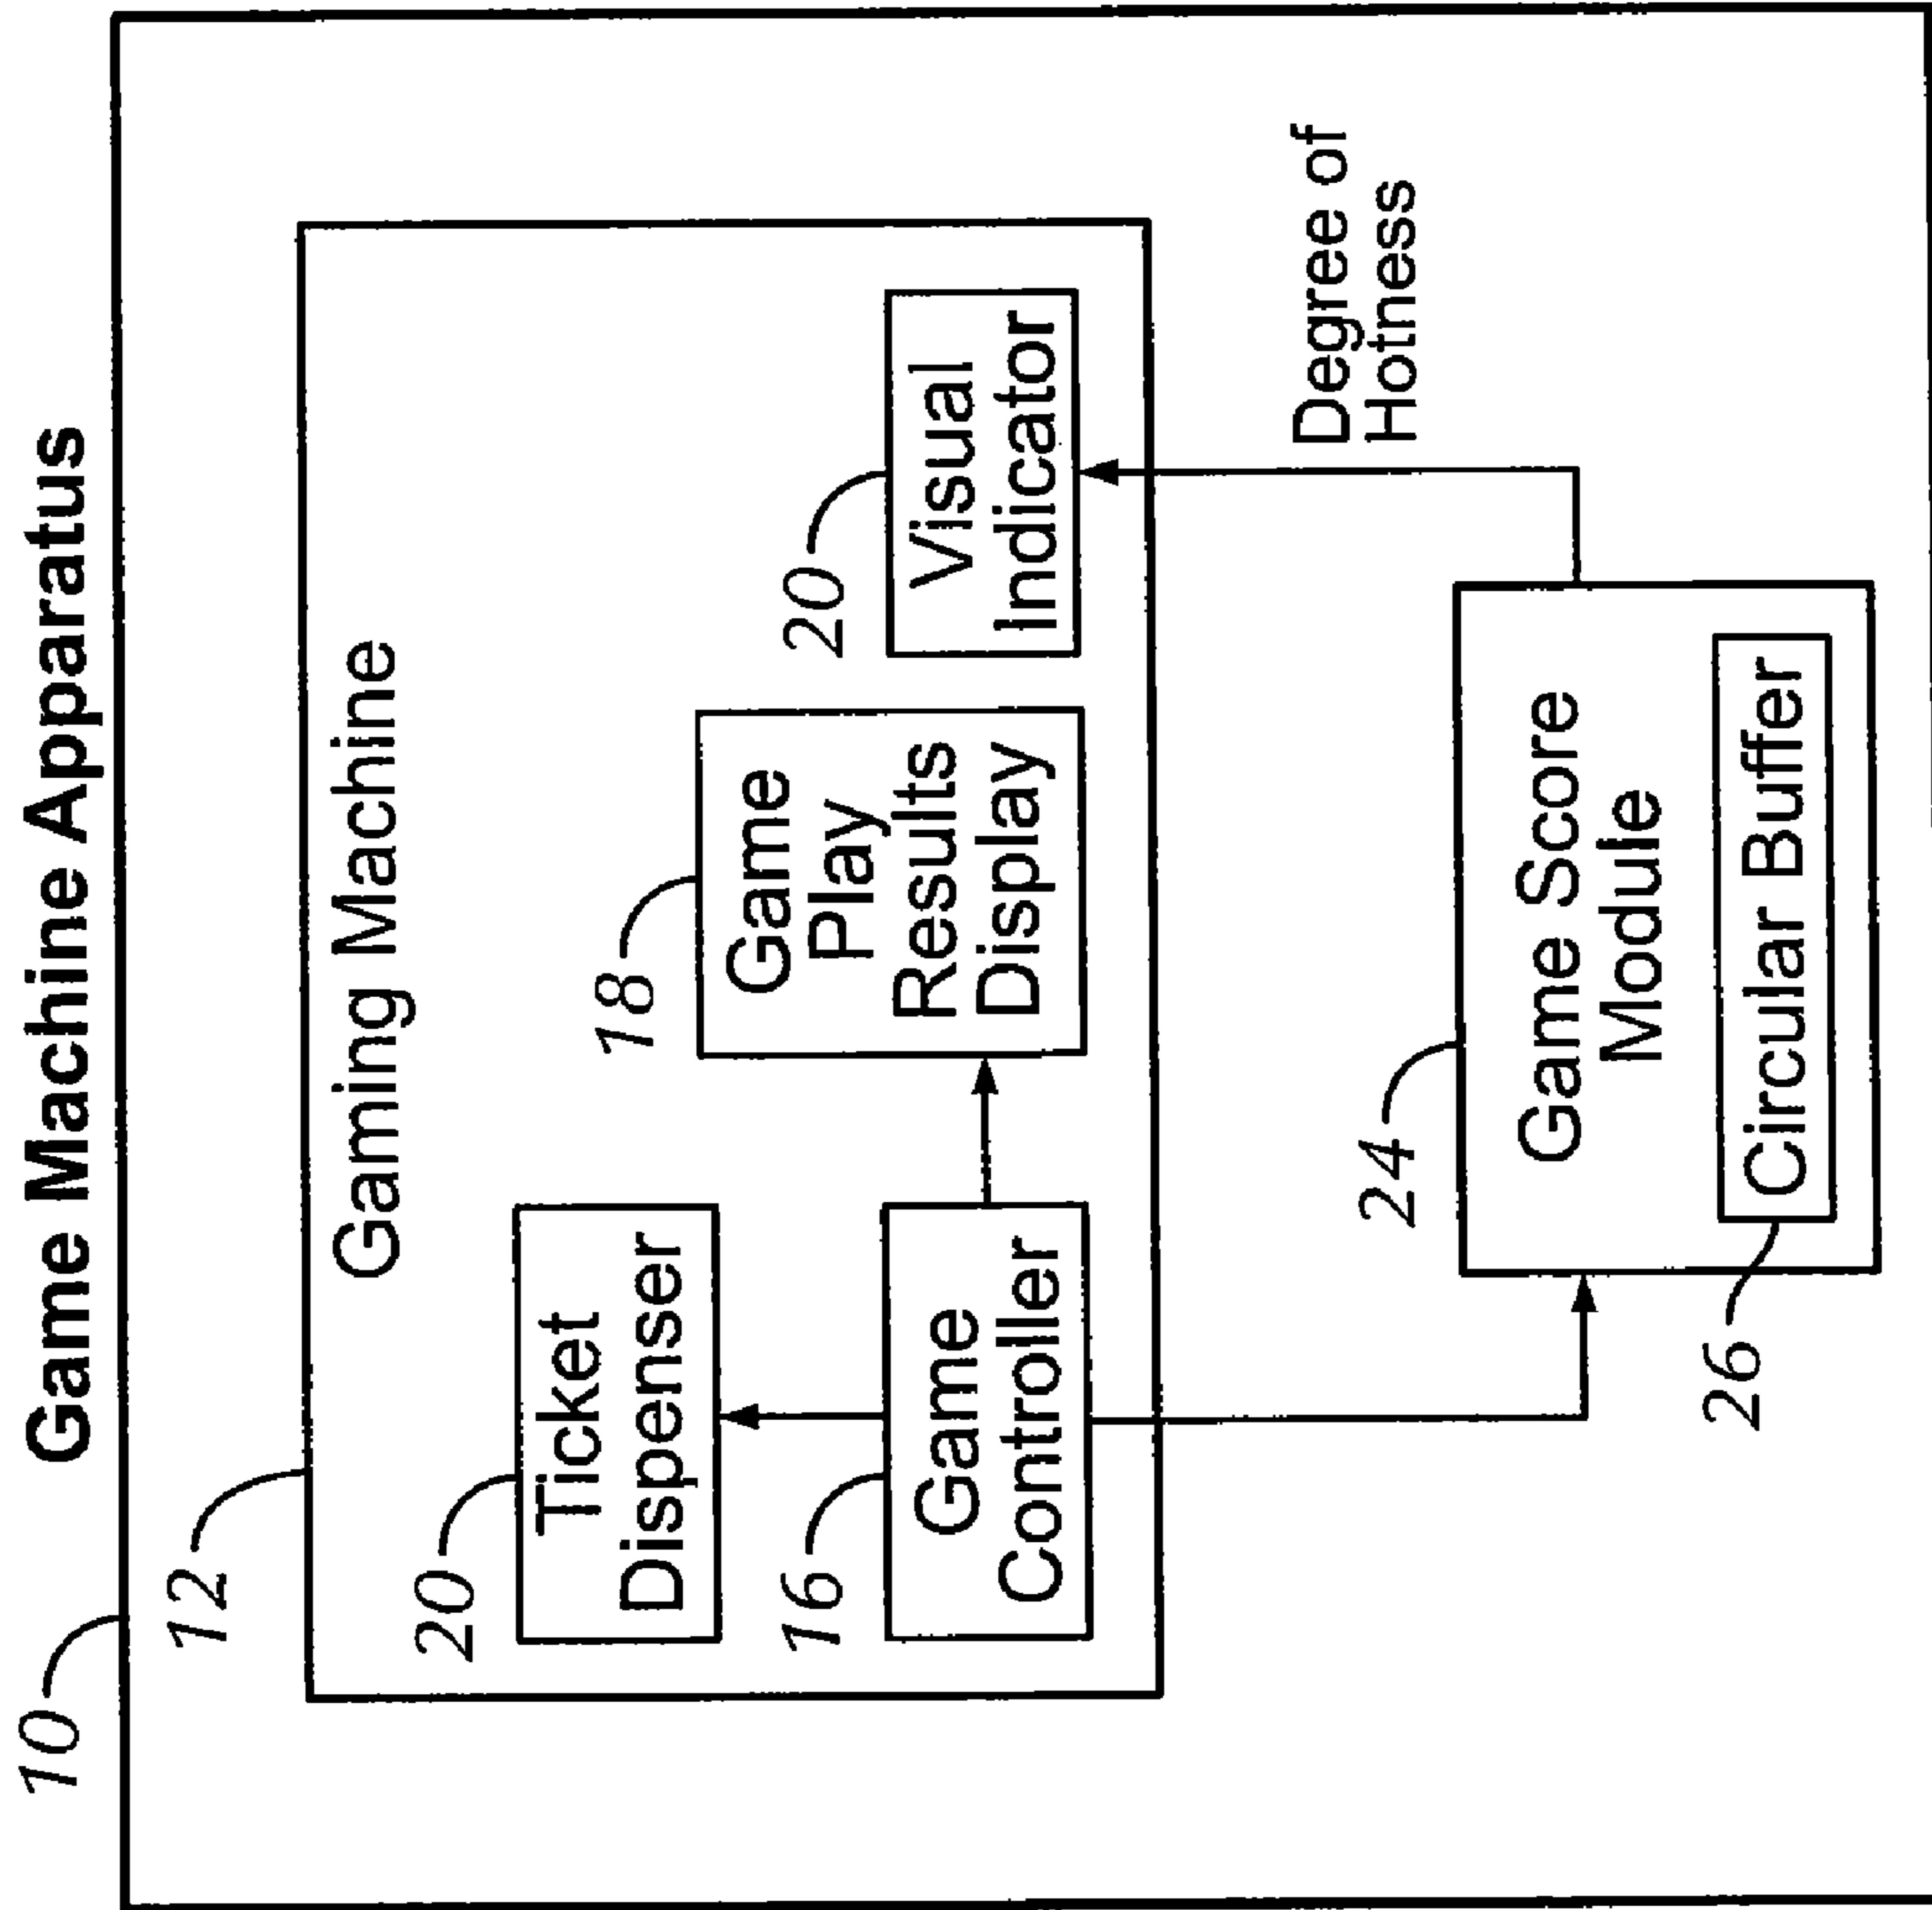 Game Machine Apparatus
10
12
Gaming Machine
20
Ticket
Dispenser
18
Game
Play
Results
Display
20
Visual
Indicator
16
Game
Controller
Degree of
Hotness
24
Game Score
Module
26
Circular Buffer